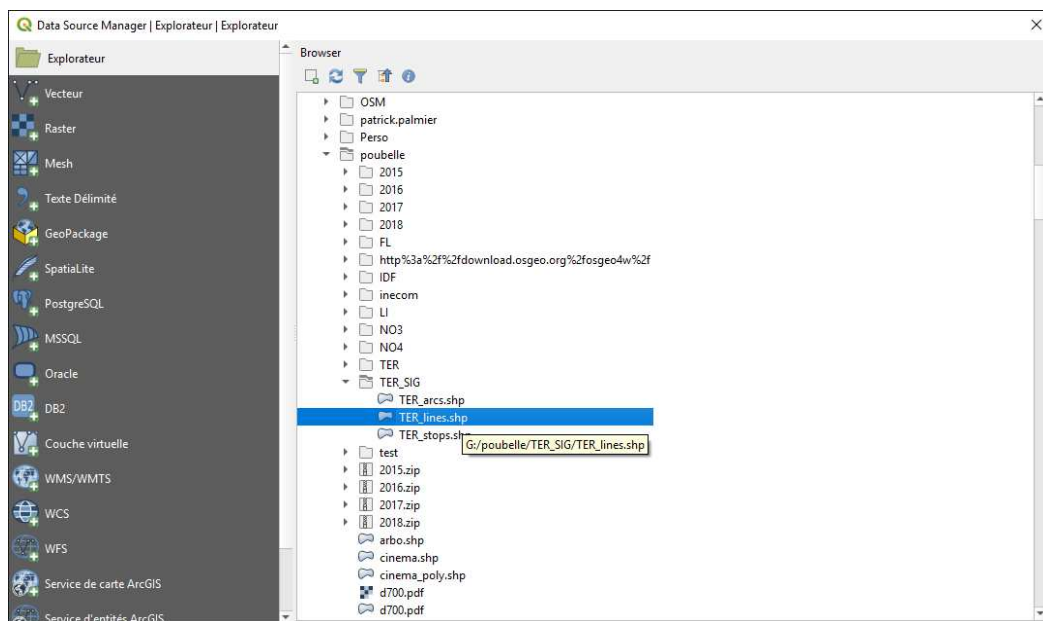 Data Source Manager | Explorateur | Explorateur
Explorateur
Vecteur
Raster
Mesh
Texte Délimité
GeoPackage
SpatiaLite
PostgreSQL
MSSQL
Oracle
DB2 DB2
Couche virtuelle
WMS/WMTS
WCS
WFS
Service de carte ArcGIS
Service d'entités ArcGIS
Browser
OSM
patrick.palmier
Perso
poubelle
2015
2016
2017
2018
FL
http%3a%2f%2fdownload.osgeo.org%2fosgeo4w%2f
IDF
inecom
LI
NO3
NO4
TER
TER_SIG
TER_arcs.shp
TER_lines.shp
TER_stops.shp
G:/poubelle/TER_SIG/TER_lines.shp
test
2015.zip
2016.zip
2017.zip
2018.zip
arbo.shp
cinema.shp
cinema_poly.shp
d700.pdf
d700.pdf